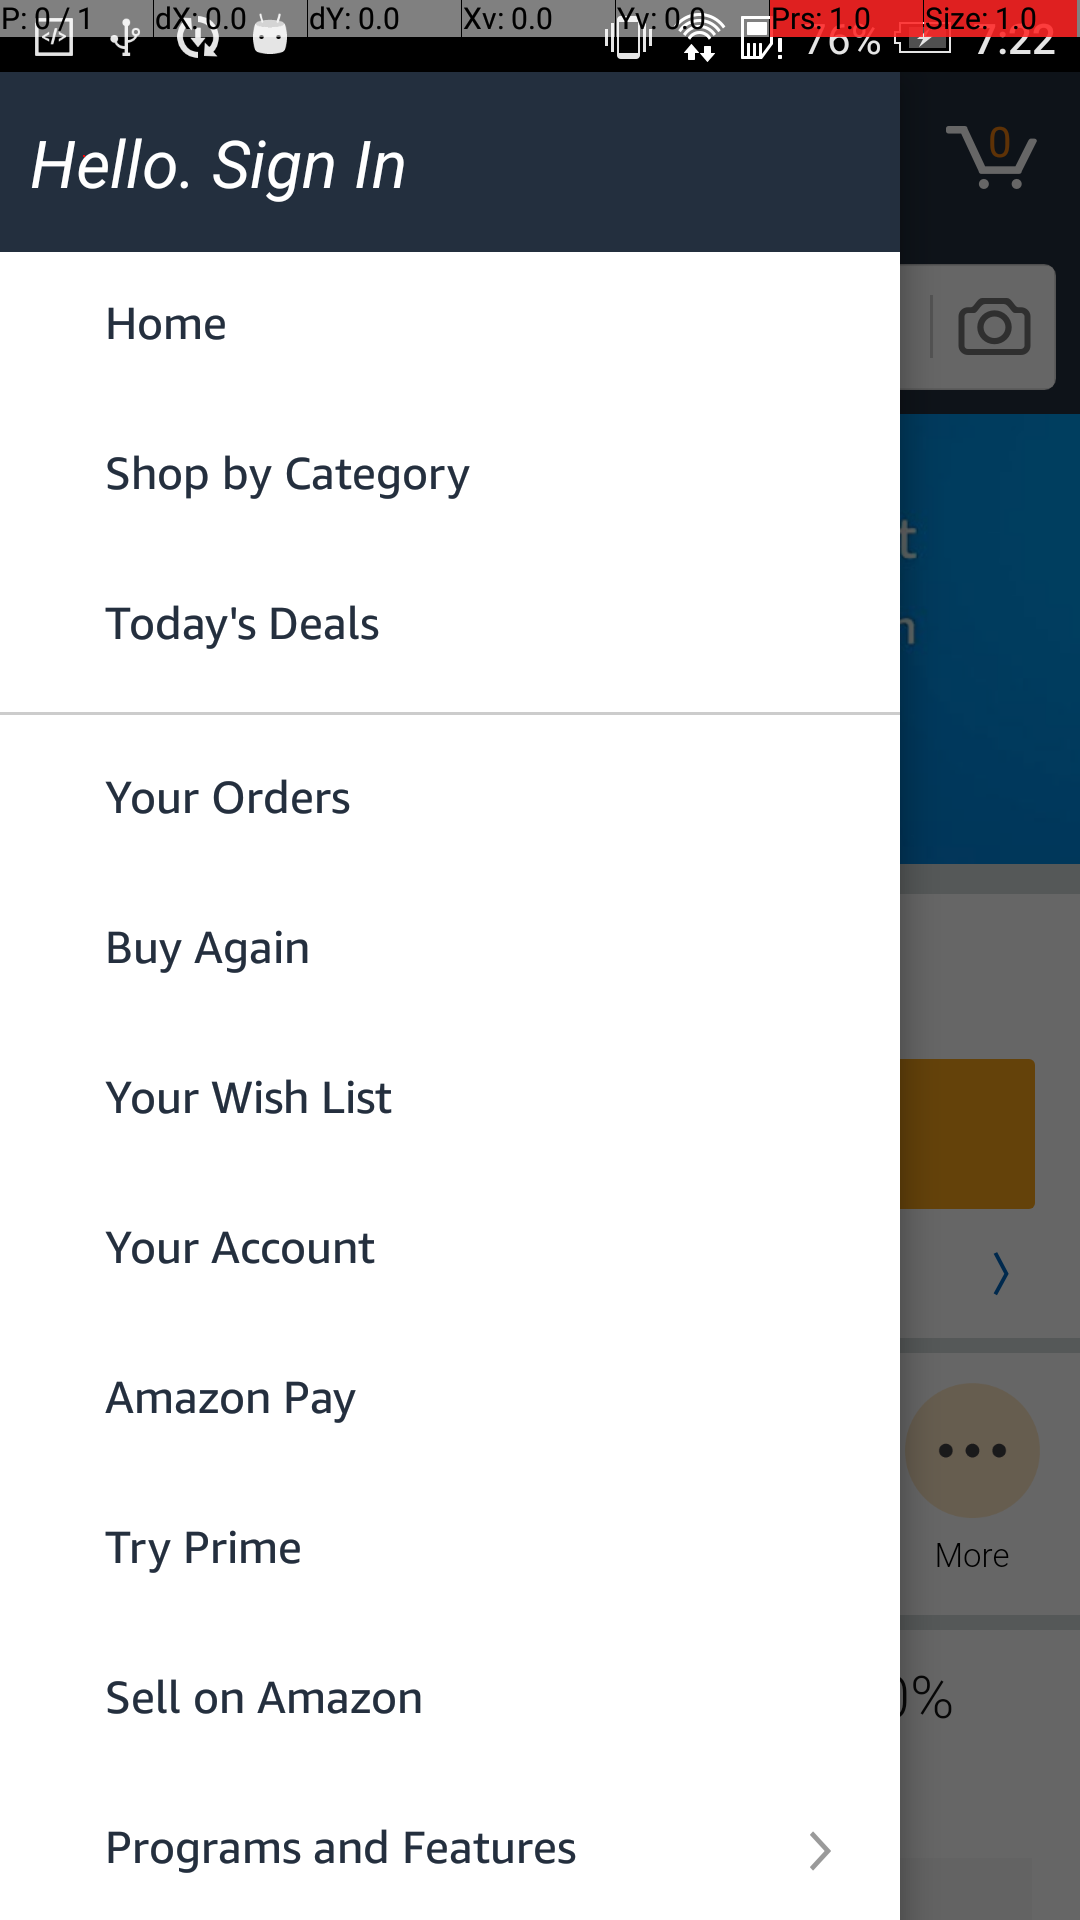 P: 0 / 1 dX: 0.0 dY: 0.0 Xv: 0.0 Yv: 0.0 Prs: 1.0 Size: 1.0
76% 7:22
Hello. Sign In
0
Home
Shop by Category
Today's Deals
Your Orders
Buy Again
Your Wish List
Your Account
Amazon Pay
Try Prime
More
Sell on Amazon
%
Programs and Features